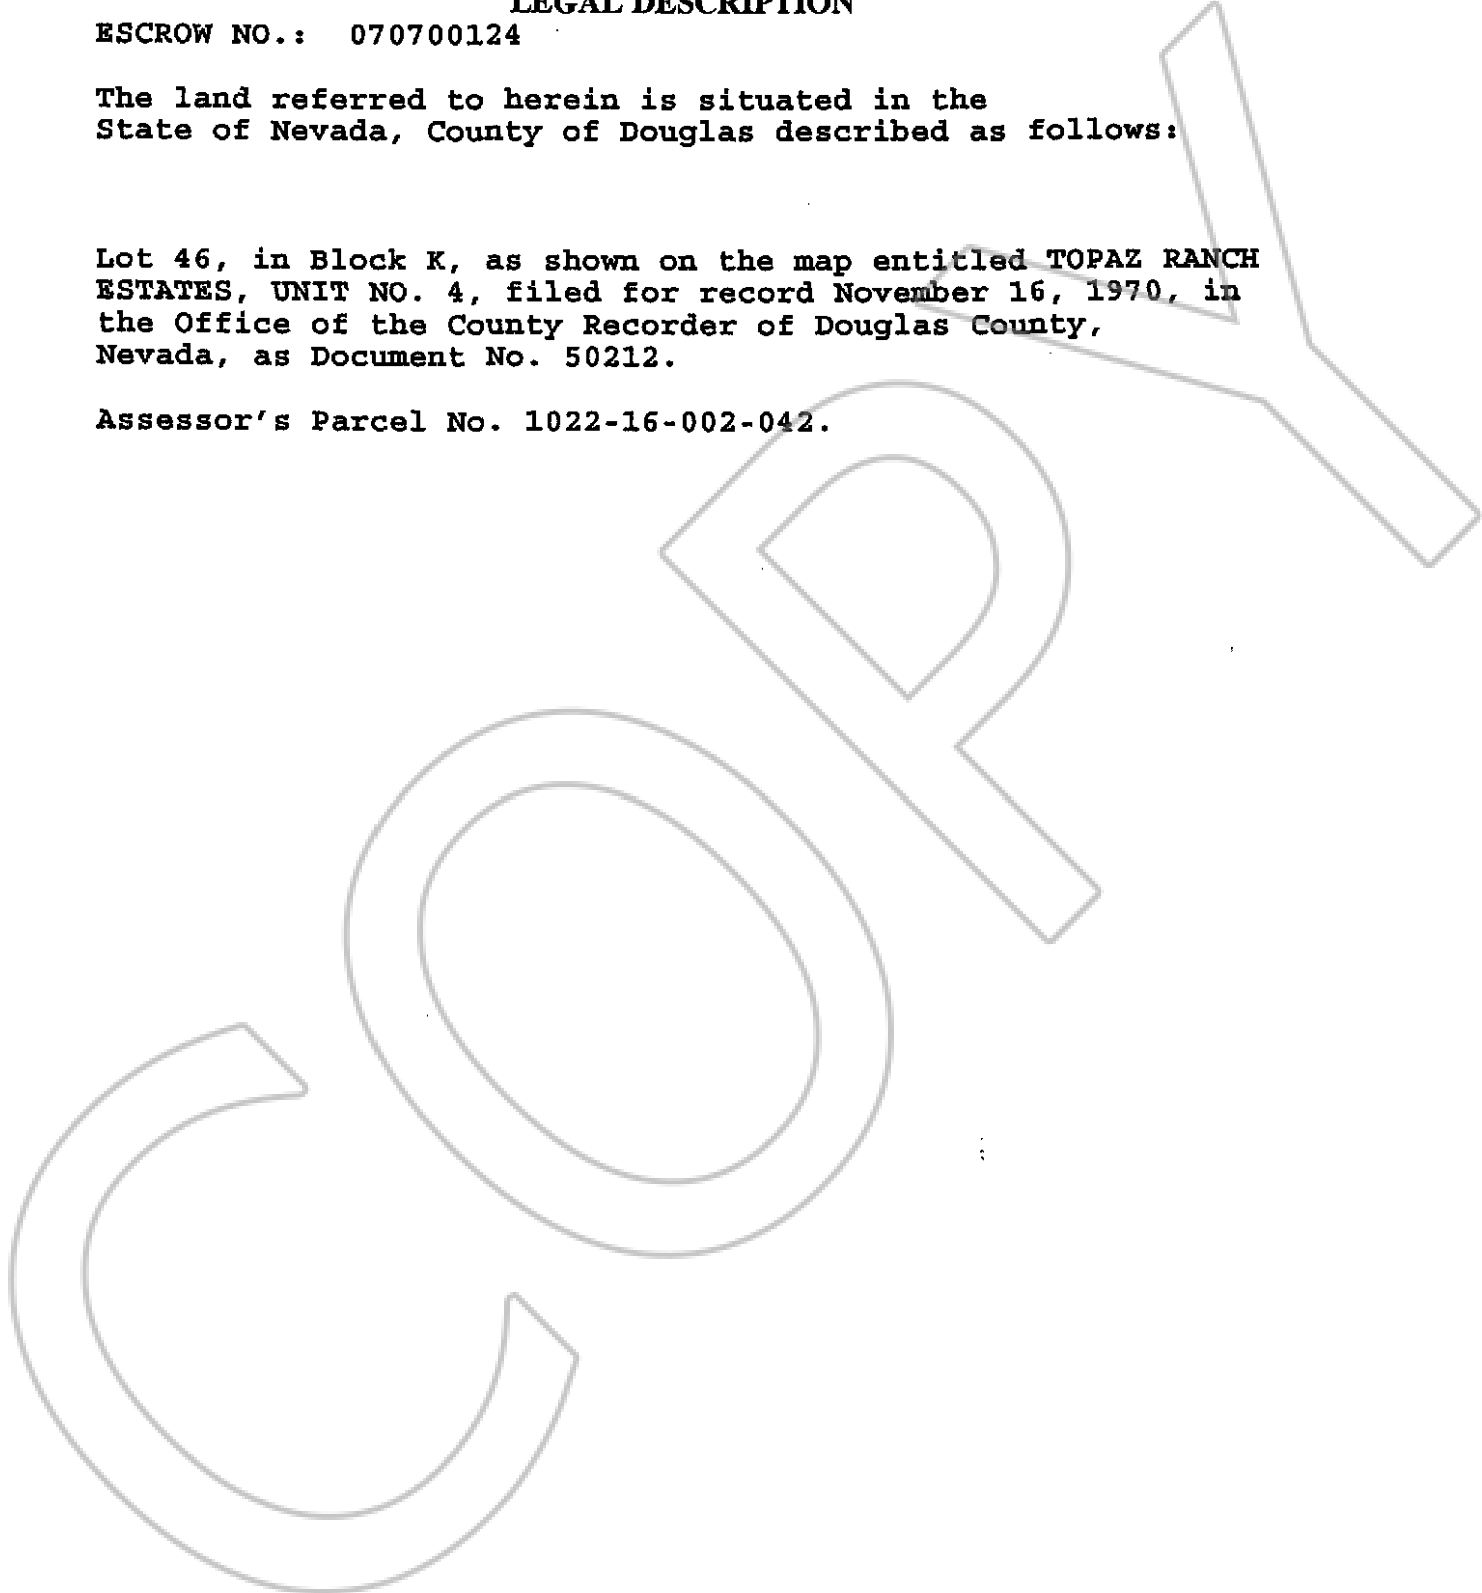 LEGAL DESCRIPTION
ESCROW NO.: 070700124
The land referred to herein is situated in the
State of Nevada, County of Douglas described as follows:
Lot 46, in Block K, as shown on the map entitled TOPAZ RANCH
ESTATES, UNIT NO. 4, filed for record November 16, 1970, in
the Office of the County Recorder of Douglas County,
Nevada, as Document No. 50212.
Assessor's Parcel No. 1022-16-002-042.
COPY